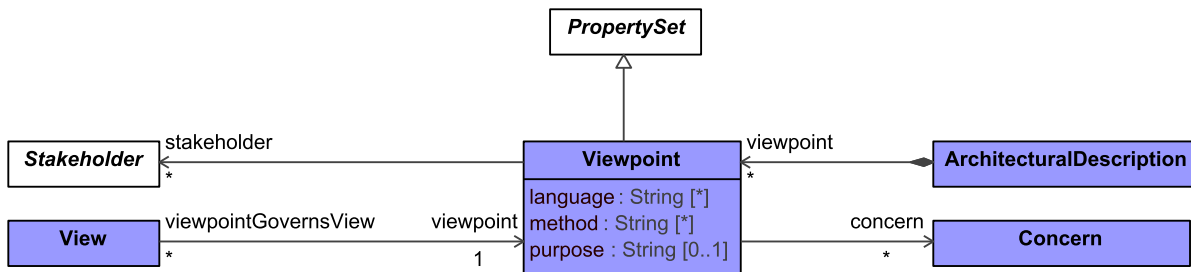 PropertySet
stakeholder
Stakeholder
*
Viewpoint
viewpoint
*
ArchitecturalDescription
language : String [*]
method : String [*]
purpose : String [0..1]
viewpointGovernsView
viewpoint
View
*
1
concern
*
Concern